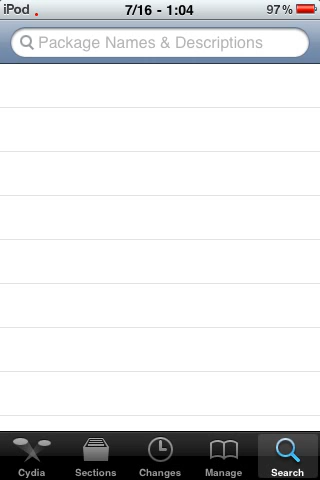 iPod 7/16 - 1:04 97%
Package Names & Descriptions
Cydia Sections Changes Manage Search